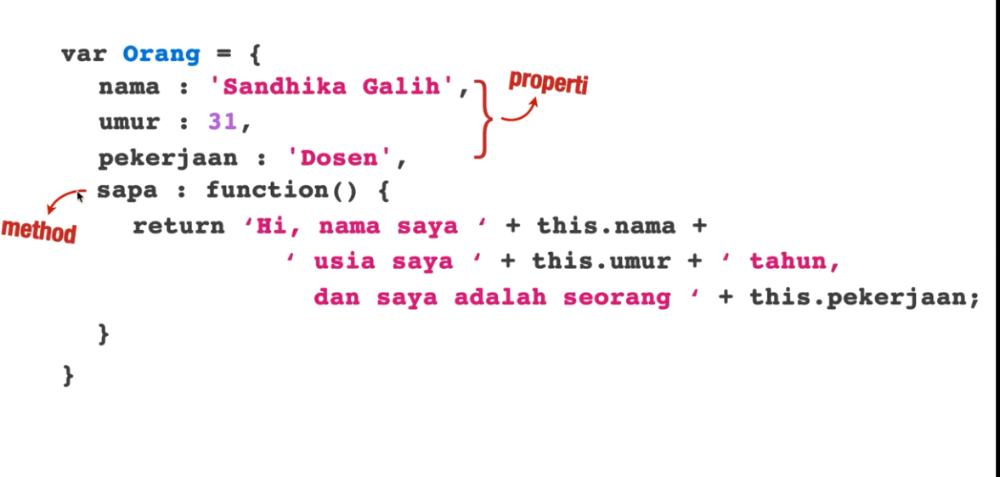 var Orang = {
nama : 'Sandhika Galih',
properti
umur : 31,
pekerjaan : 'Dosen',
sapa : function() {
method
return ‘Hi, nama saya ‘ + this.nama +
‘ usia saya ‘ + this.umur + ‘ tahun,
dan saya adalah seorang ‘ + this.pekerjaan;
}
}